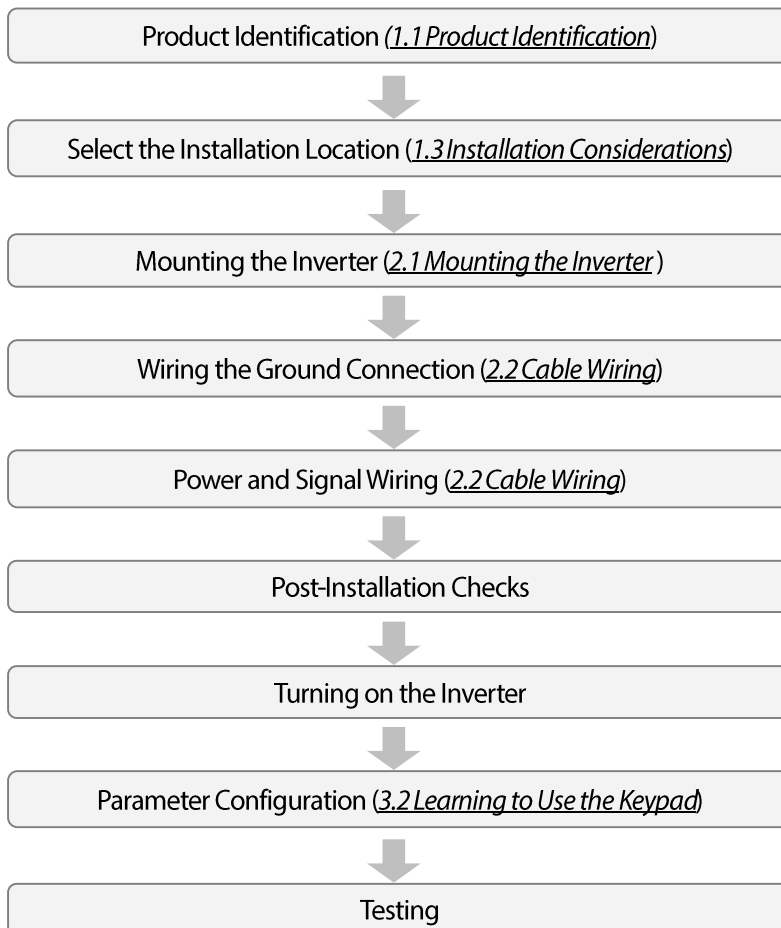 Product Identification (1.1 Product Identification)
Select the Installation Location (1.3 Installation Considerations)
Mounting the Inverter (2.1 Mounting the Inverter )
Wiring the Ground Connection (2.2 Cable Wiring)
Power and Signal Wiring (2.2 Cable Wiring)
Post-Installation Checks
Turning on the Inverter
Parameter Configuration (3.2 Learning to Use the Keypad)
Testing